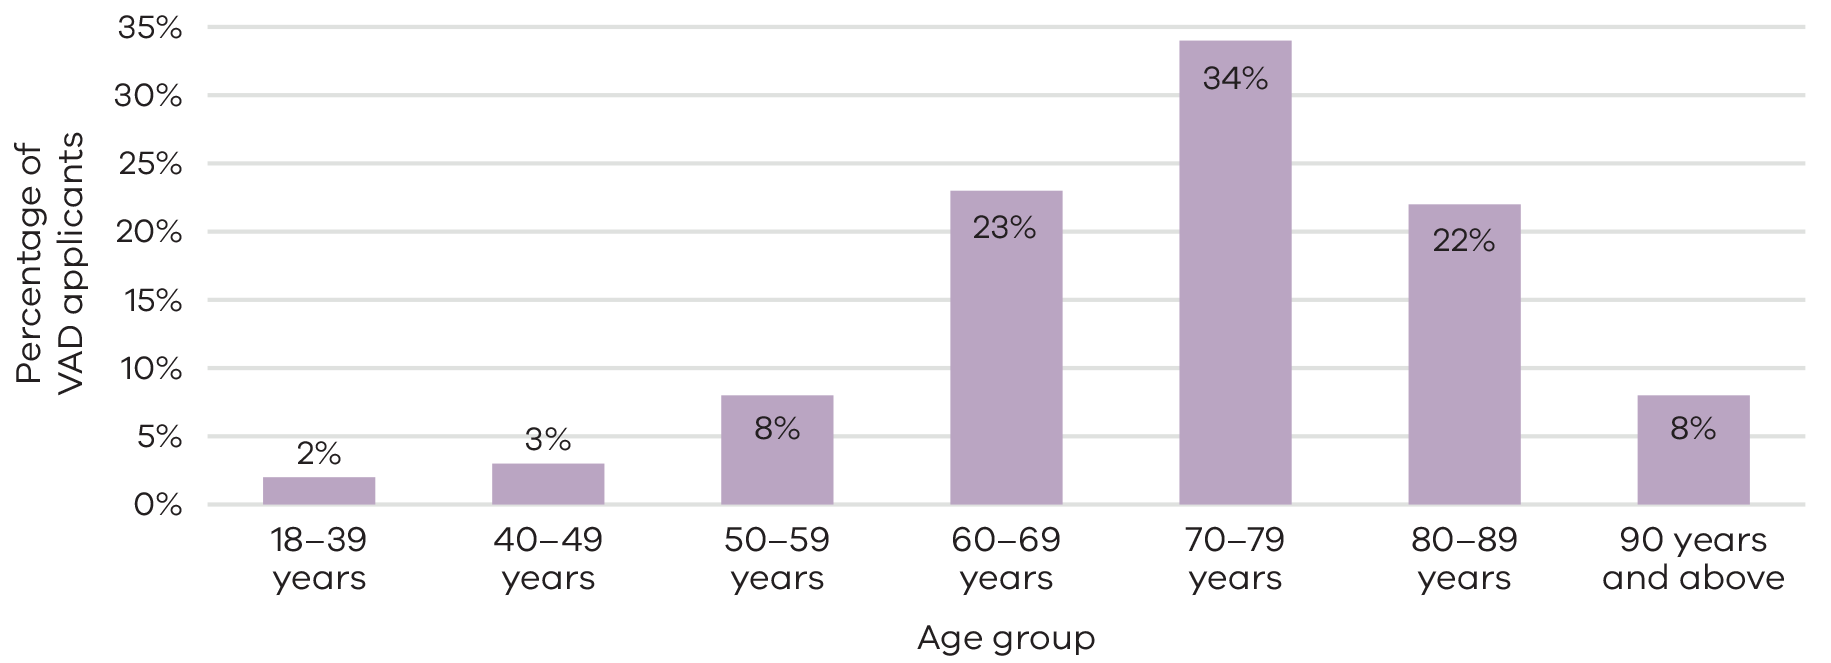 Percentage of
VAD applicants
35%
30%
25%
20%
15%
10%
5%
0%
2%
3%
8%
23%
34%
22%
8%
18–39
years
40–49
years
50–59
years
60–69
years
70–79
years
80–89
years
90 years
and above
Age group